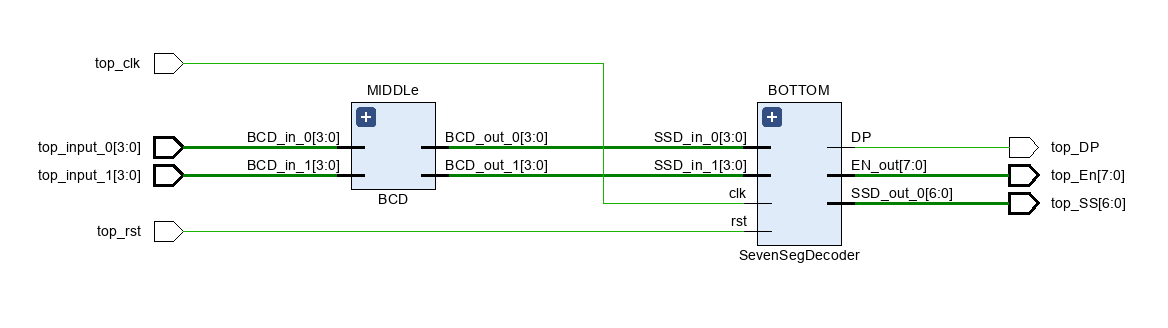 top_clk
MIDDLe
BOTTOM
top_input_0[3:0]
BCD_in_0[3:0]
BCD_out_0[3:0]
SSD_in_0[3:0]
DP
top_DP
top_input_1[3:0]
BCD_in_1[3:0]
BCD_out_1[3:0]
SSD_in_1[3:0]
EN_out[7:0]
top_En[7:0]
BCD
clk
SSD_out_0[6:0]
top_SS[6:0]
top_rst
rst
SevenSegDecoder